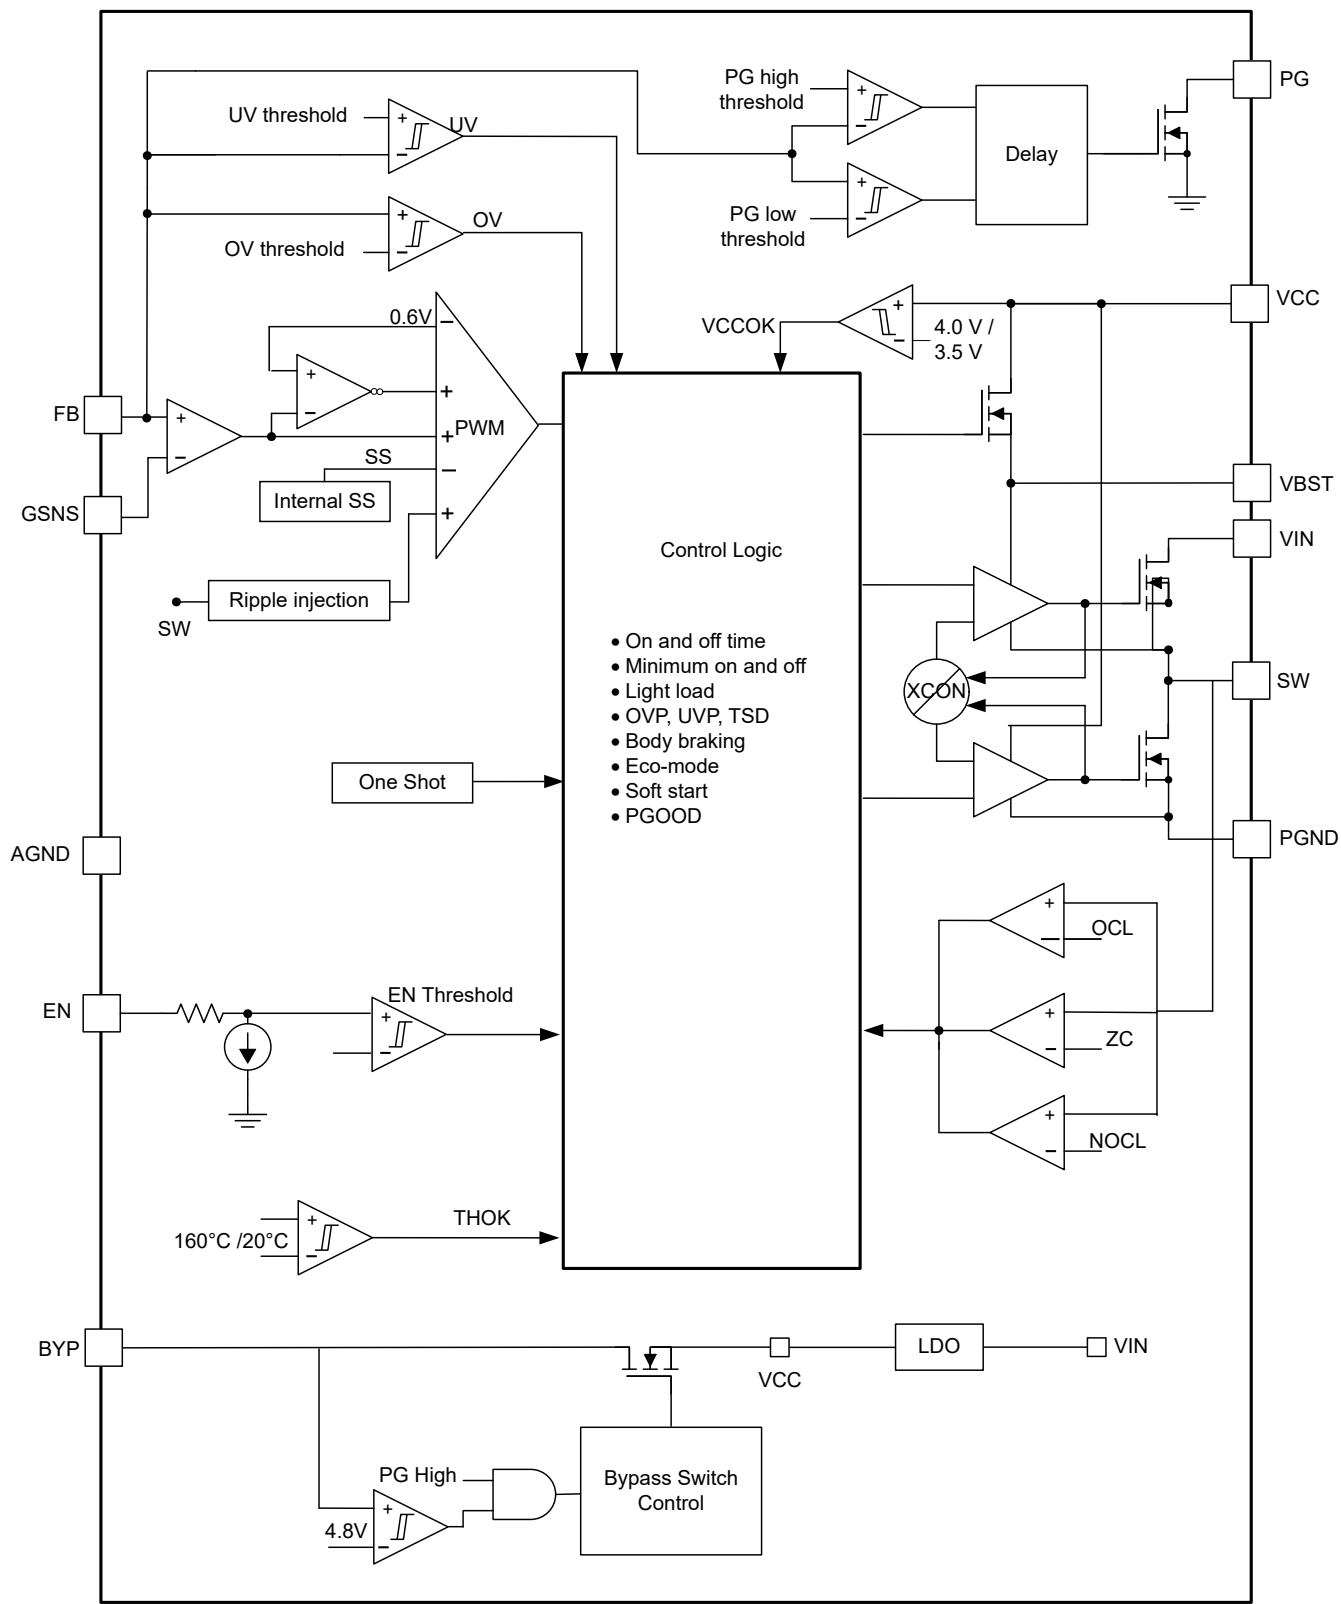 PG high
threshold
PG
UV threshold
+
UV
−
+
−
Delay
+
OV
OV threshold
−
+
−
PG low
threshold
0.6V
−
VCCOK
+
−
4.0 V /
3.5 V
VCC
+
−
+
FB
+
−
+
PWM
SS
−
VBST
GSNS
Internal SS
+
VIN
Control Logic
Ripple injection
SW
• On and off time
• Minimum on and off
• Light load
• OVP, UVP, TSD
• Body braking
• Eco-mode
• Soft start
• PGOOD
XCON
SW
One Shot
PGND
AGND
+
−
OCL
EN
EN Threshold
+
−
+
−
ZC
+
−
NOCL
160°C /20°C
+
−
THOK
BYP
VCC
LDO
VIN
PG High
Bypass Switch
Control
4.8V
+
−